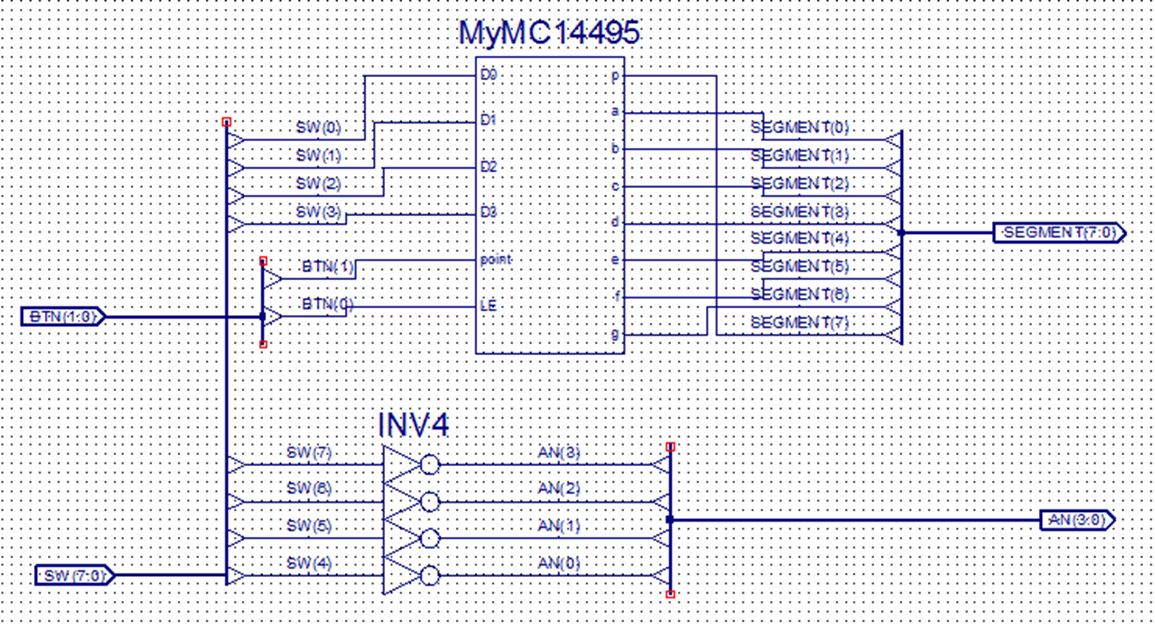 MyMC14495
D0
p
D1
a
SW(0)
SEGMENT(0)
SW(1)
b
SEGMENT(1)
D2
SW(2)
c
SEGMENT(2)
D3
SW(3)
d
SEGMENT(3)
SEGMENT(7:0)
SEGMENT(4)
point
e
BTN(1)
SEGMENT(5)
f
SEGMENT(6)
BTN(0)
LE
BTN(1:0)
SEGMENT(7)
g
INV4
SW(7)
AN(3)
SW(6)
AN(2)
SW(5)
AN(1)
AN(3:0)
SW(4)
AN(0)
SW(7:0)